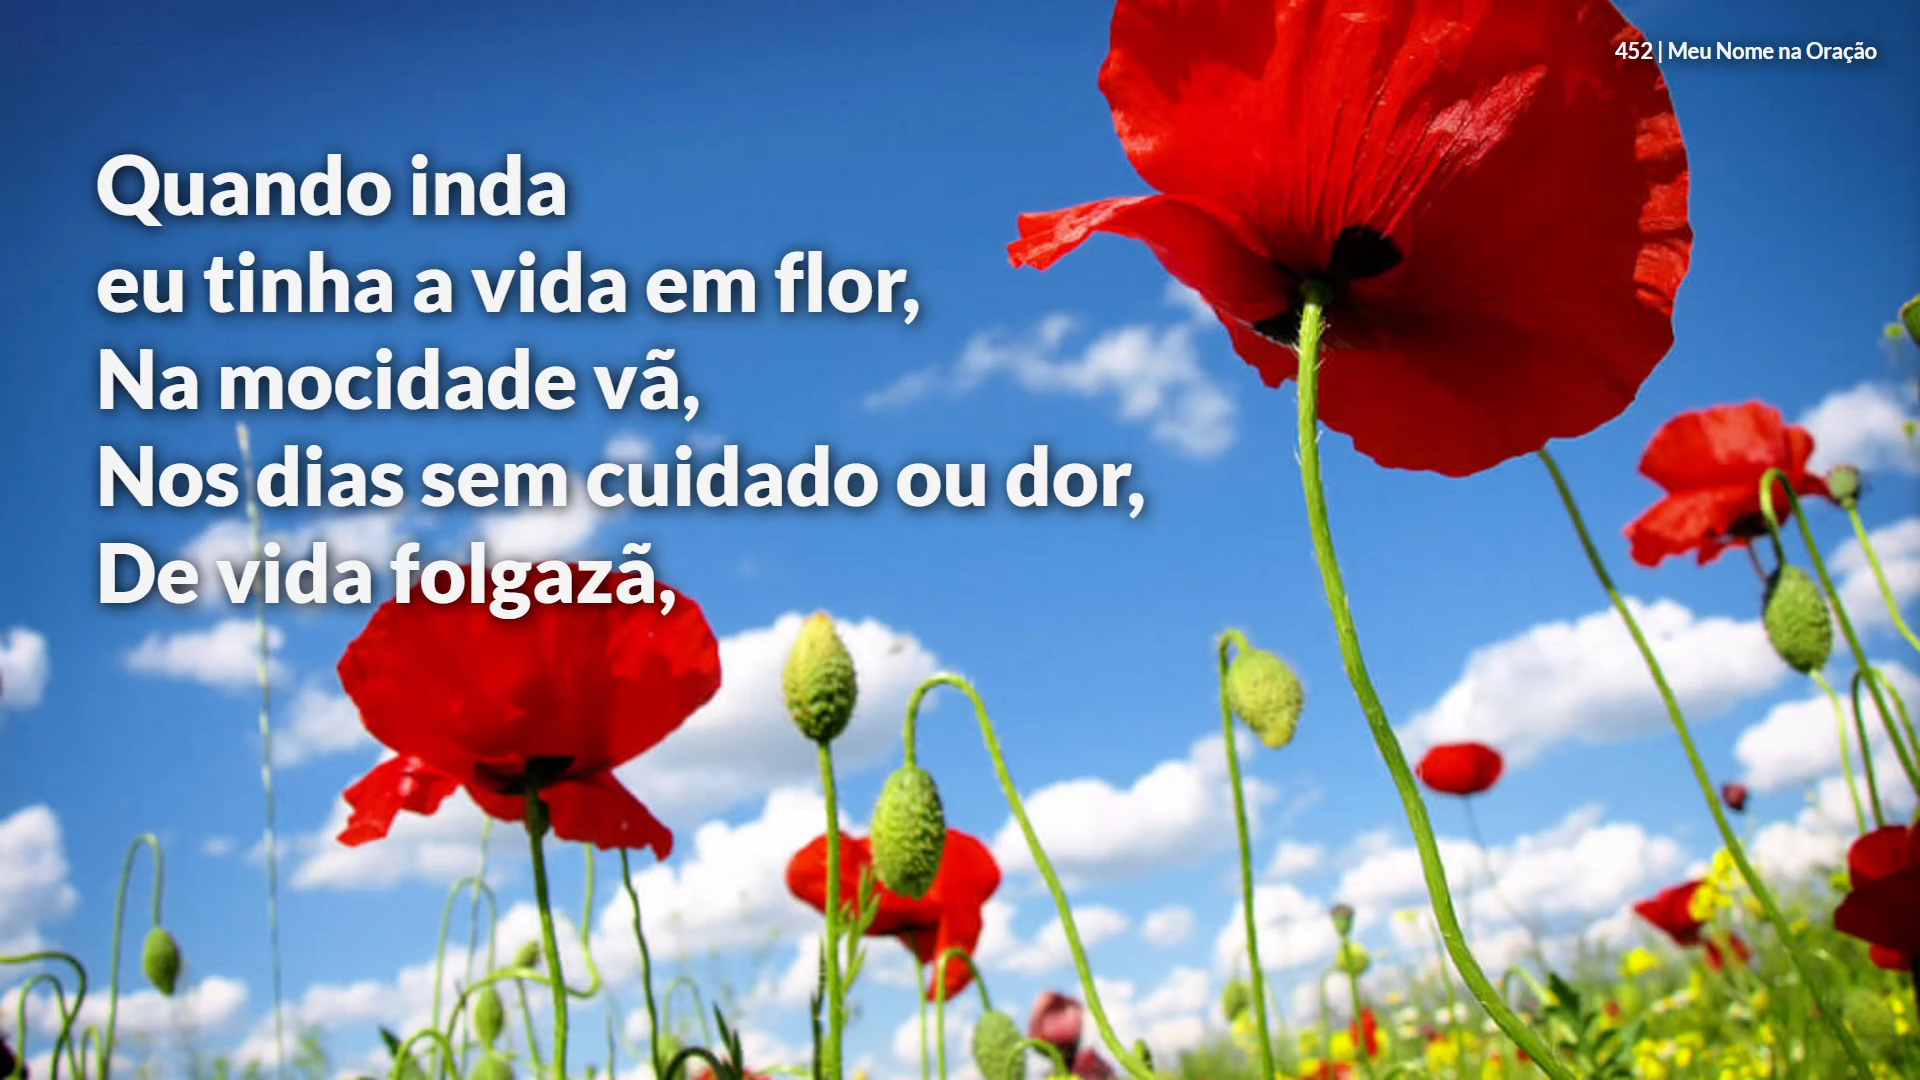 452 | Meu Nome na Oração
Quando inda
eu tinha a vida em flor,
Na mocidade vã,
Nos dias sem cuidado ou dor,
De vida folgazã,